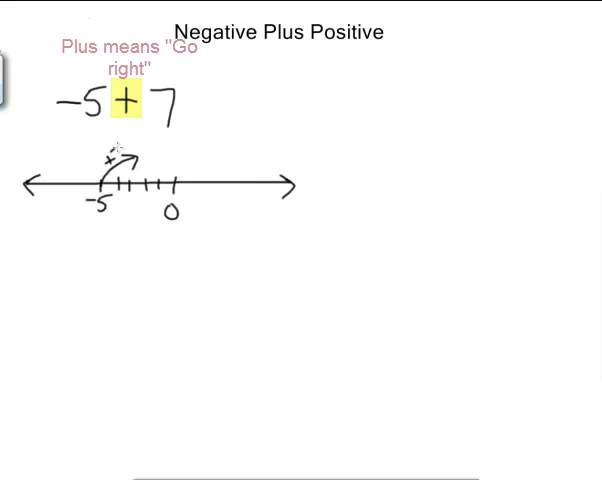 Negative Plus Positive
Plus means "Go
right"
-5 + 7
+
-5
0